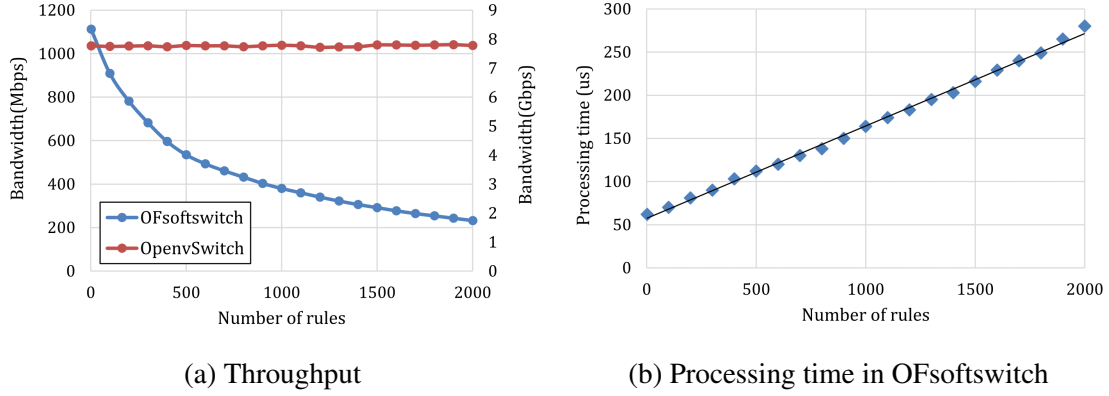 Bandwidth(Mbps)
1200
1000
800
600
400
200
0
9
8
7
6
5
4
3
2
1
0
Bandwidth(Gbps)
OFsoftswitch
OpenvSwitch
0 500 1000 1500 2000
Number of rules
(a) Throughput
Processing time (us)
300
250
200
150
100
50
0
0 500 1000 1500 2000
Number of rules
(b) Processing time in OFsoftswitch